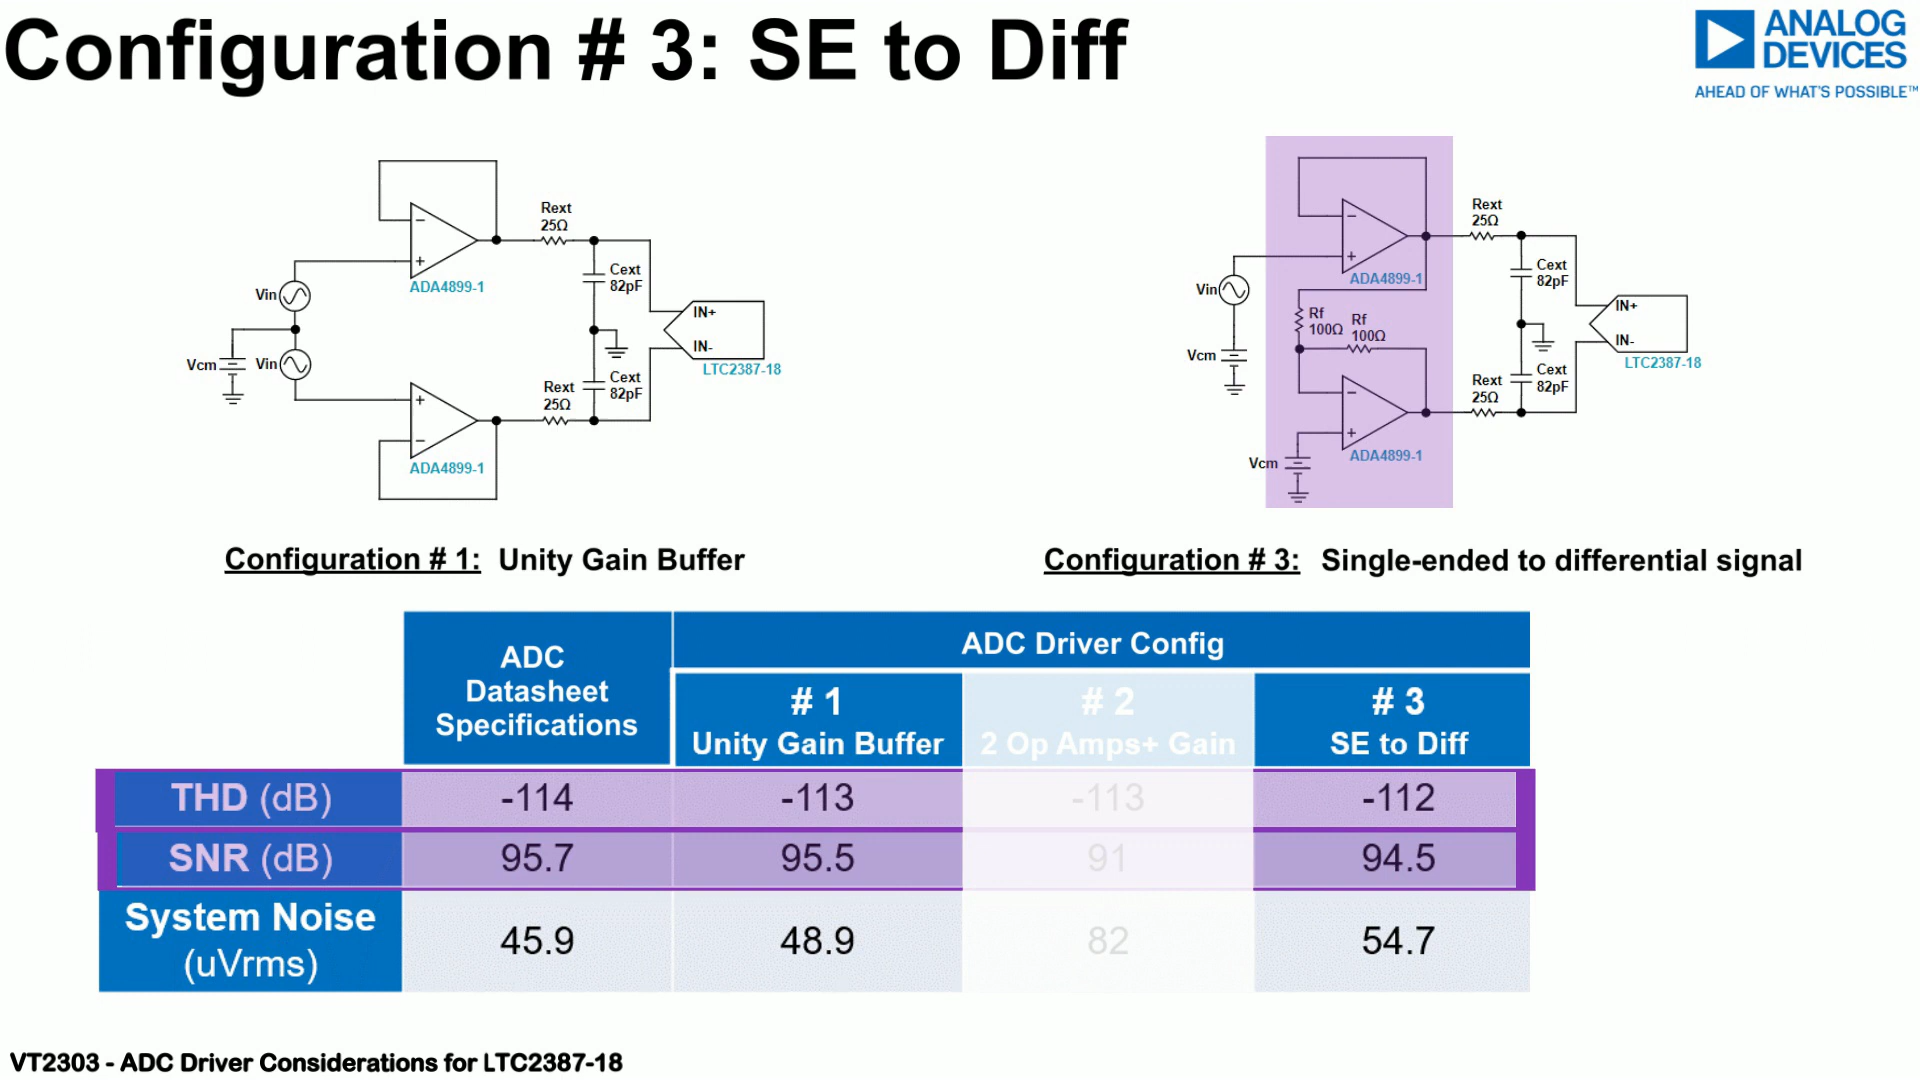 Configuration # 3: SE to Diff
ANALOG
DEVICES
AHEAD OF WHAT'S POSSIBLE™
Rext
25Ω
Vin
ADA4899-1
Cext
82pF
IN+
IN-
LTC2387-18
Vcm
Vin
Rext
25Ω
Cext
82pF
ADA4899-1
Rext
25Ω
Vin
ADA4899-1
Cext
82pF
Rf
100Ω
Rf
100Ω
IN+
IN-
LTC2387-18
Vcm
Rext
25Ω
Cext
82pF
Vcm
ADA4899-1
Configuration # 1: Unity Gain Buffer
Configuration # 3: Single-ended to differential signal
ADC
Datasheet
Specifications
ADC Driver Config
# 1
Unity Gain Buffer
# 2
2 Op Amps+ Gain
# 3
SE to Diff
THD (dB) -114 -113 -113 -112
SNR (dB) 95.7 95.5 91 94.5
System Noise
(uVrms)
45.9 48.9 82 54.7
VT2303 - ADC Driver Considerations for LTC2387-18